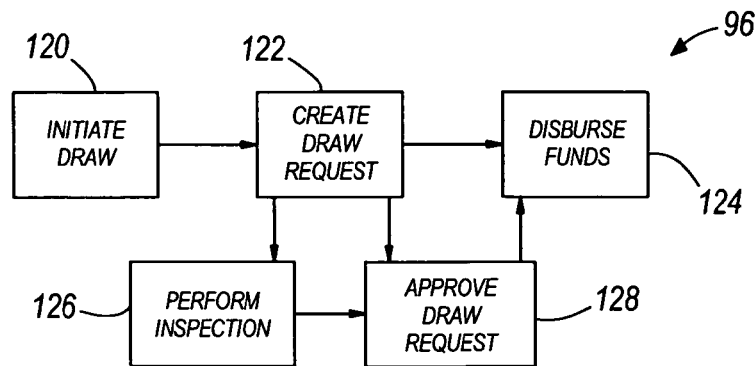 96
120
122
INITIATE
DRAW
CREATE
DRAW
REQUEST
DISBURSE
FUNDS
124
126
PERFORM
INSPECTION
APPROVE
DRAW
REQUEST
128